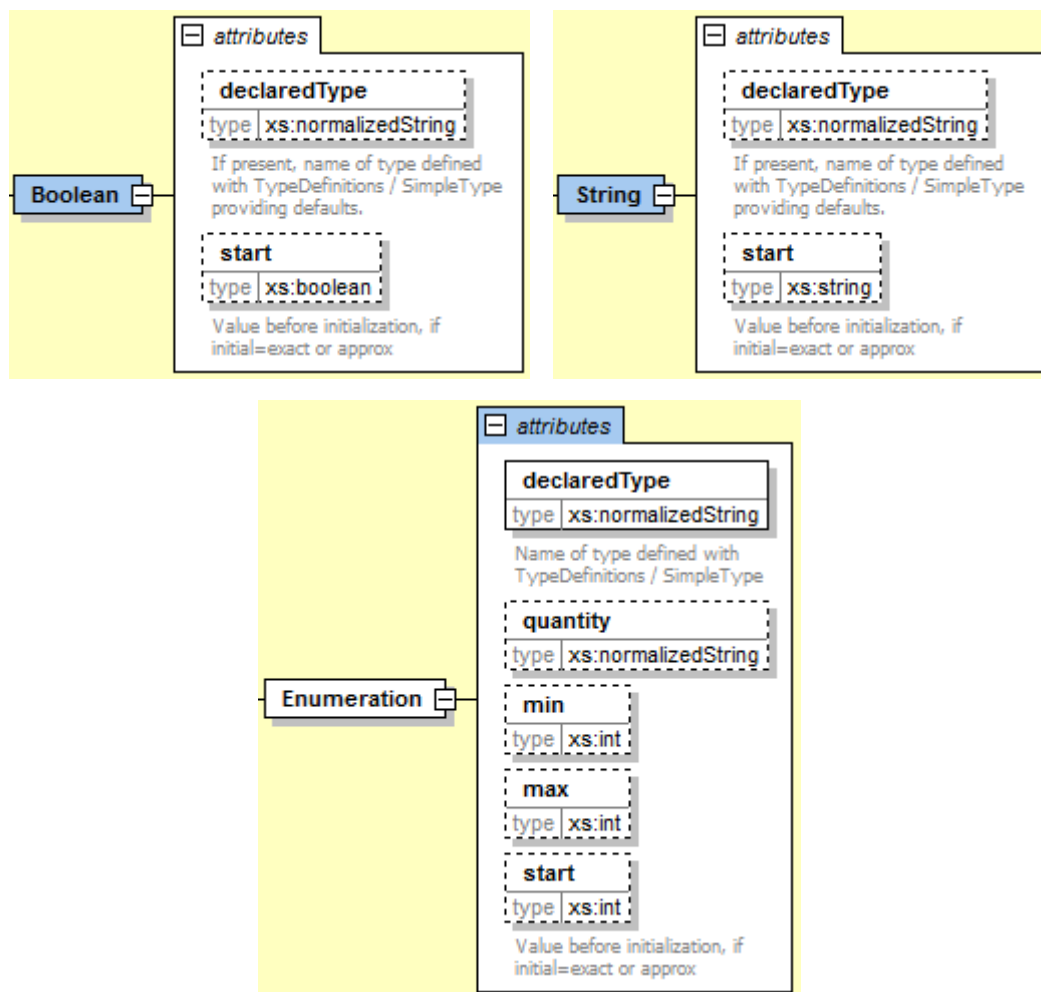 attributes
declaredType
type xs:normalizedString
If present, name of type defined
with TypeDefinitions / SimpleType
providing defaults.
Boolean
start
type xs:boolean
Value before initialization, if
initial=exact or approx
attributes
declaredType
type xs:normalizedString
If present, name of type defined
with TypeDefinitions / SimpleType
providing defaults.
String
start
type xs:string
Value before initialization, if
initial=exact or approx
attributes
declaredType
type xs:normalizedString
Name of type defined with
TypeDefinitions / SimpleType
quantity
type xs:normalizedString
Enumeration
min
type xs:int
max
type xs:int
start
type xs:int
Value before initialization, if
initial=exact or approx